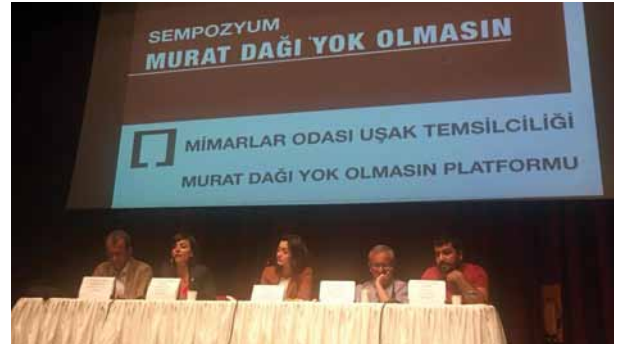 SEMPOZYUM
MURAT DAĞI YOK OLMASIN
MİMARLAR ODASI UŞAK TEMSİLCİLİĞİ
MURAT DAĞI YOK OLMASIN PLATFORMU